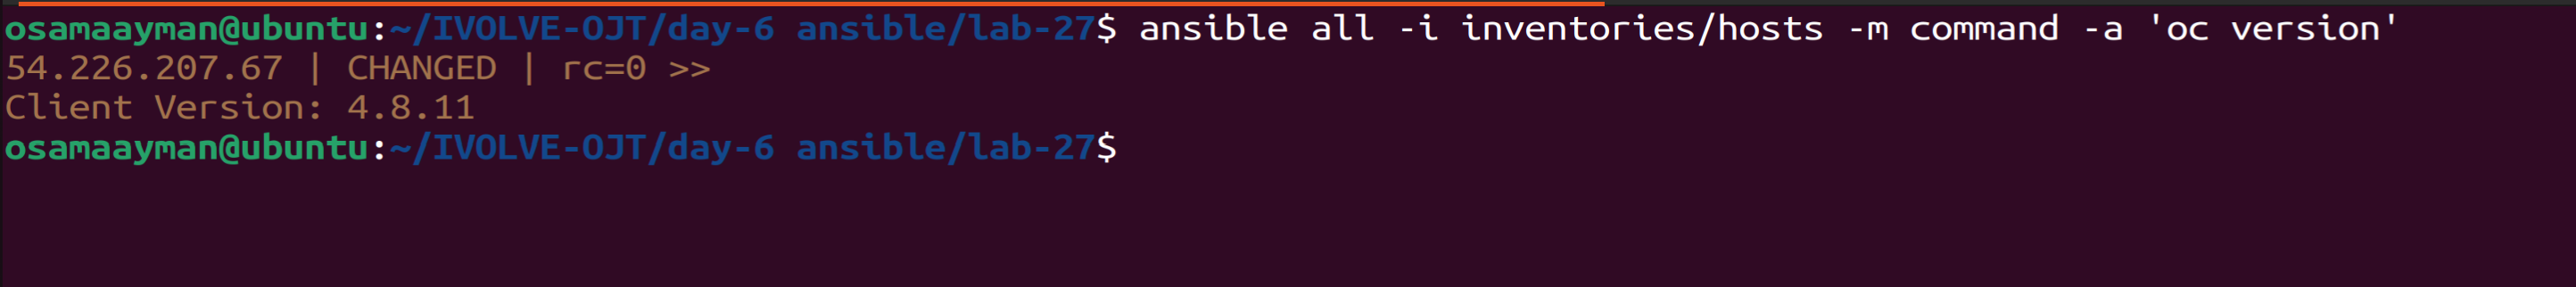 osamaayman@ubuntu:~/IVOLVE-OJT/day-6 ansible/lab-27$ ansible all -i inventories/hosts -m command -a 'oc version'
54.226.207.67 | CHANGED | rc=0 >>
Client Version: 4.8.11
osamaayman@ubuntu:~/IVOLVE-OJT/day-6 ansible/lab-27$